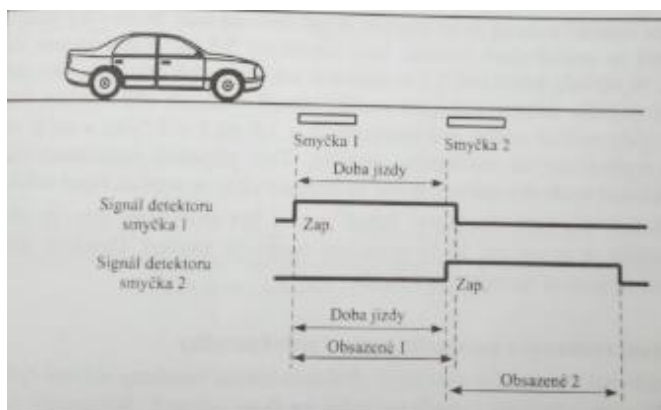 Smyčka 1
Smyčka 2
Doba jízdy
Signál detektoru
smyčka 1
Zap.
Signál detektoru
smyčka 2
Zap.
Doba jízdy
Obsazené 1
Obsazené 2